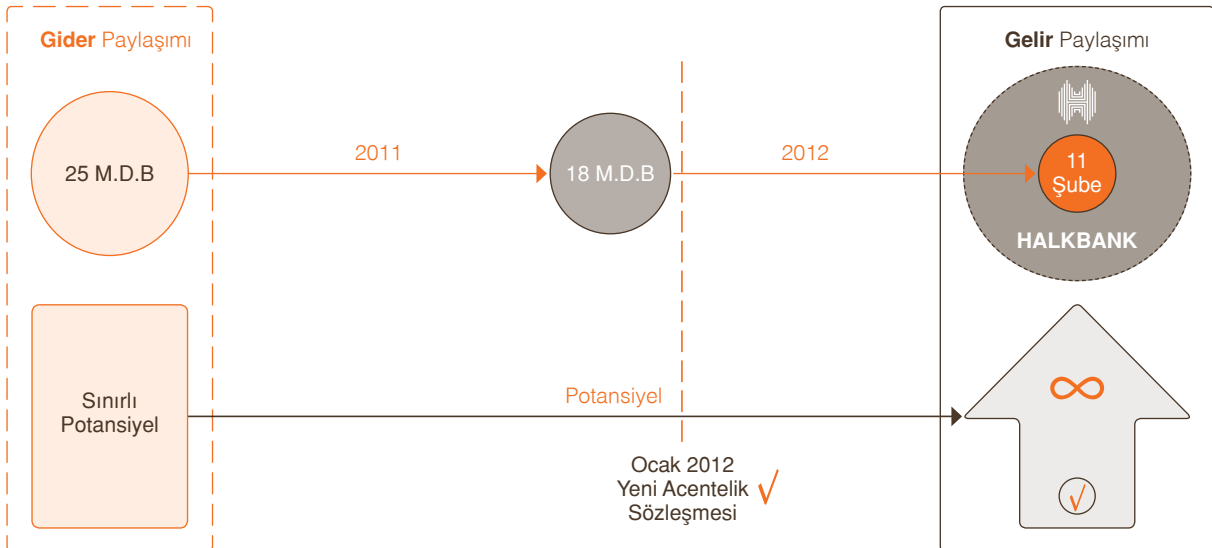 Gider Paylaşımı
Gelir Paylaşımı
25 M.D.B
2011
18 M.D.B
2012
11
Şube
HALKBANK
Sınırlı
Potansiyel
Potansiyel
Ocak 2012
Yeni Acentelik
Sözleşmesi